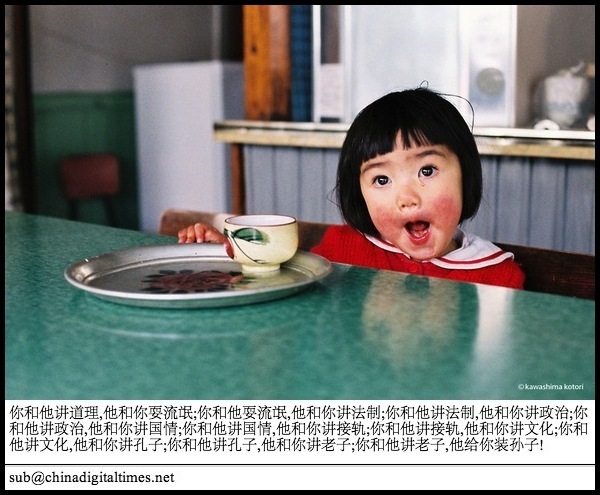 ©kawashima kotori
你和他讲道理,他和你耍流氓;你和他耍流氓,他和你讲法制;你和他讲法制,他和你讲政治;你
和他讲政治,他和你讲国情;你和他讲国情,他和你讲接轨;你和他讲接轨,他和你讲文化;你和
他讲文化,他和你讲孔子;你和他讲孔子,他和你讲老子;你和他讲老子,他给你装孙子!
sub@chinadigitaltimes.net